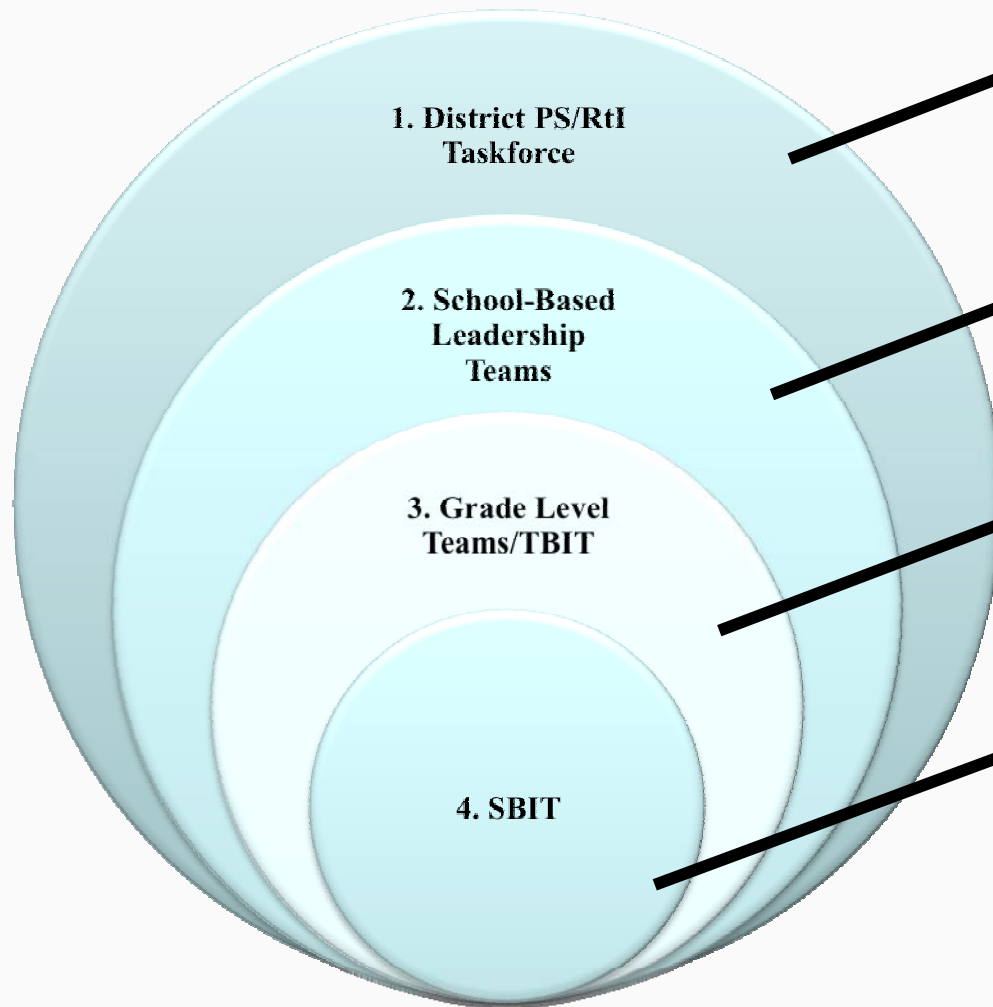 1. District PS/RtI
Taskforce
2. School-Based
Leadership
Teams
3. Grade Level
Teams/TBIT
4. SBIT